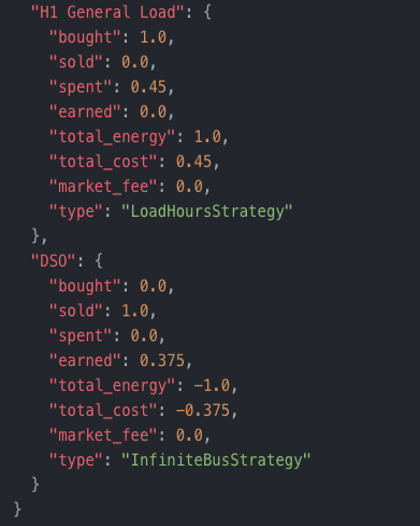 "H1 General Load": {
"bought": 1.0,
"sold": 0.0,
"spent": 0.45,
"earned": 0.0,
"total_energy": 1.0,
"total_cost": 0.45,
"market_fee": 0.0,
"type": "LoadHoursStrategy"
},
"DSO": {
"bought": 0.0,
"sold": 1.0,
"spent": 0.0,
"earned": 0.375,
"total_energy": −1.0,
"total_cost": −0.375,
"market_fee": 0.0,
"type": "InfiniteBusStrategy"
}
}